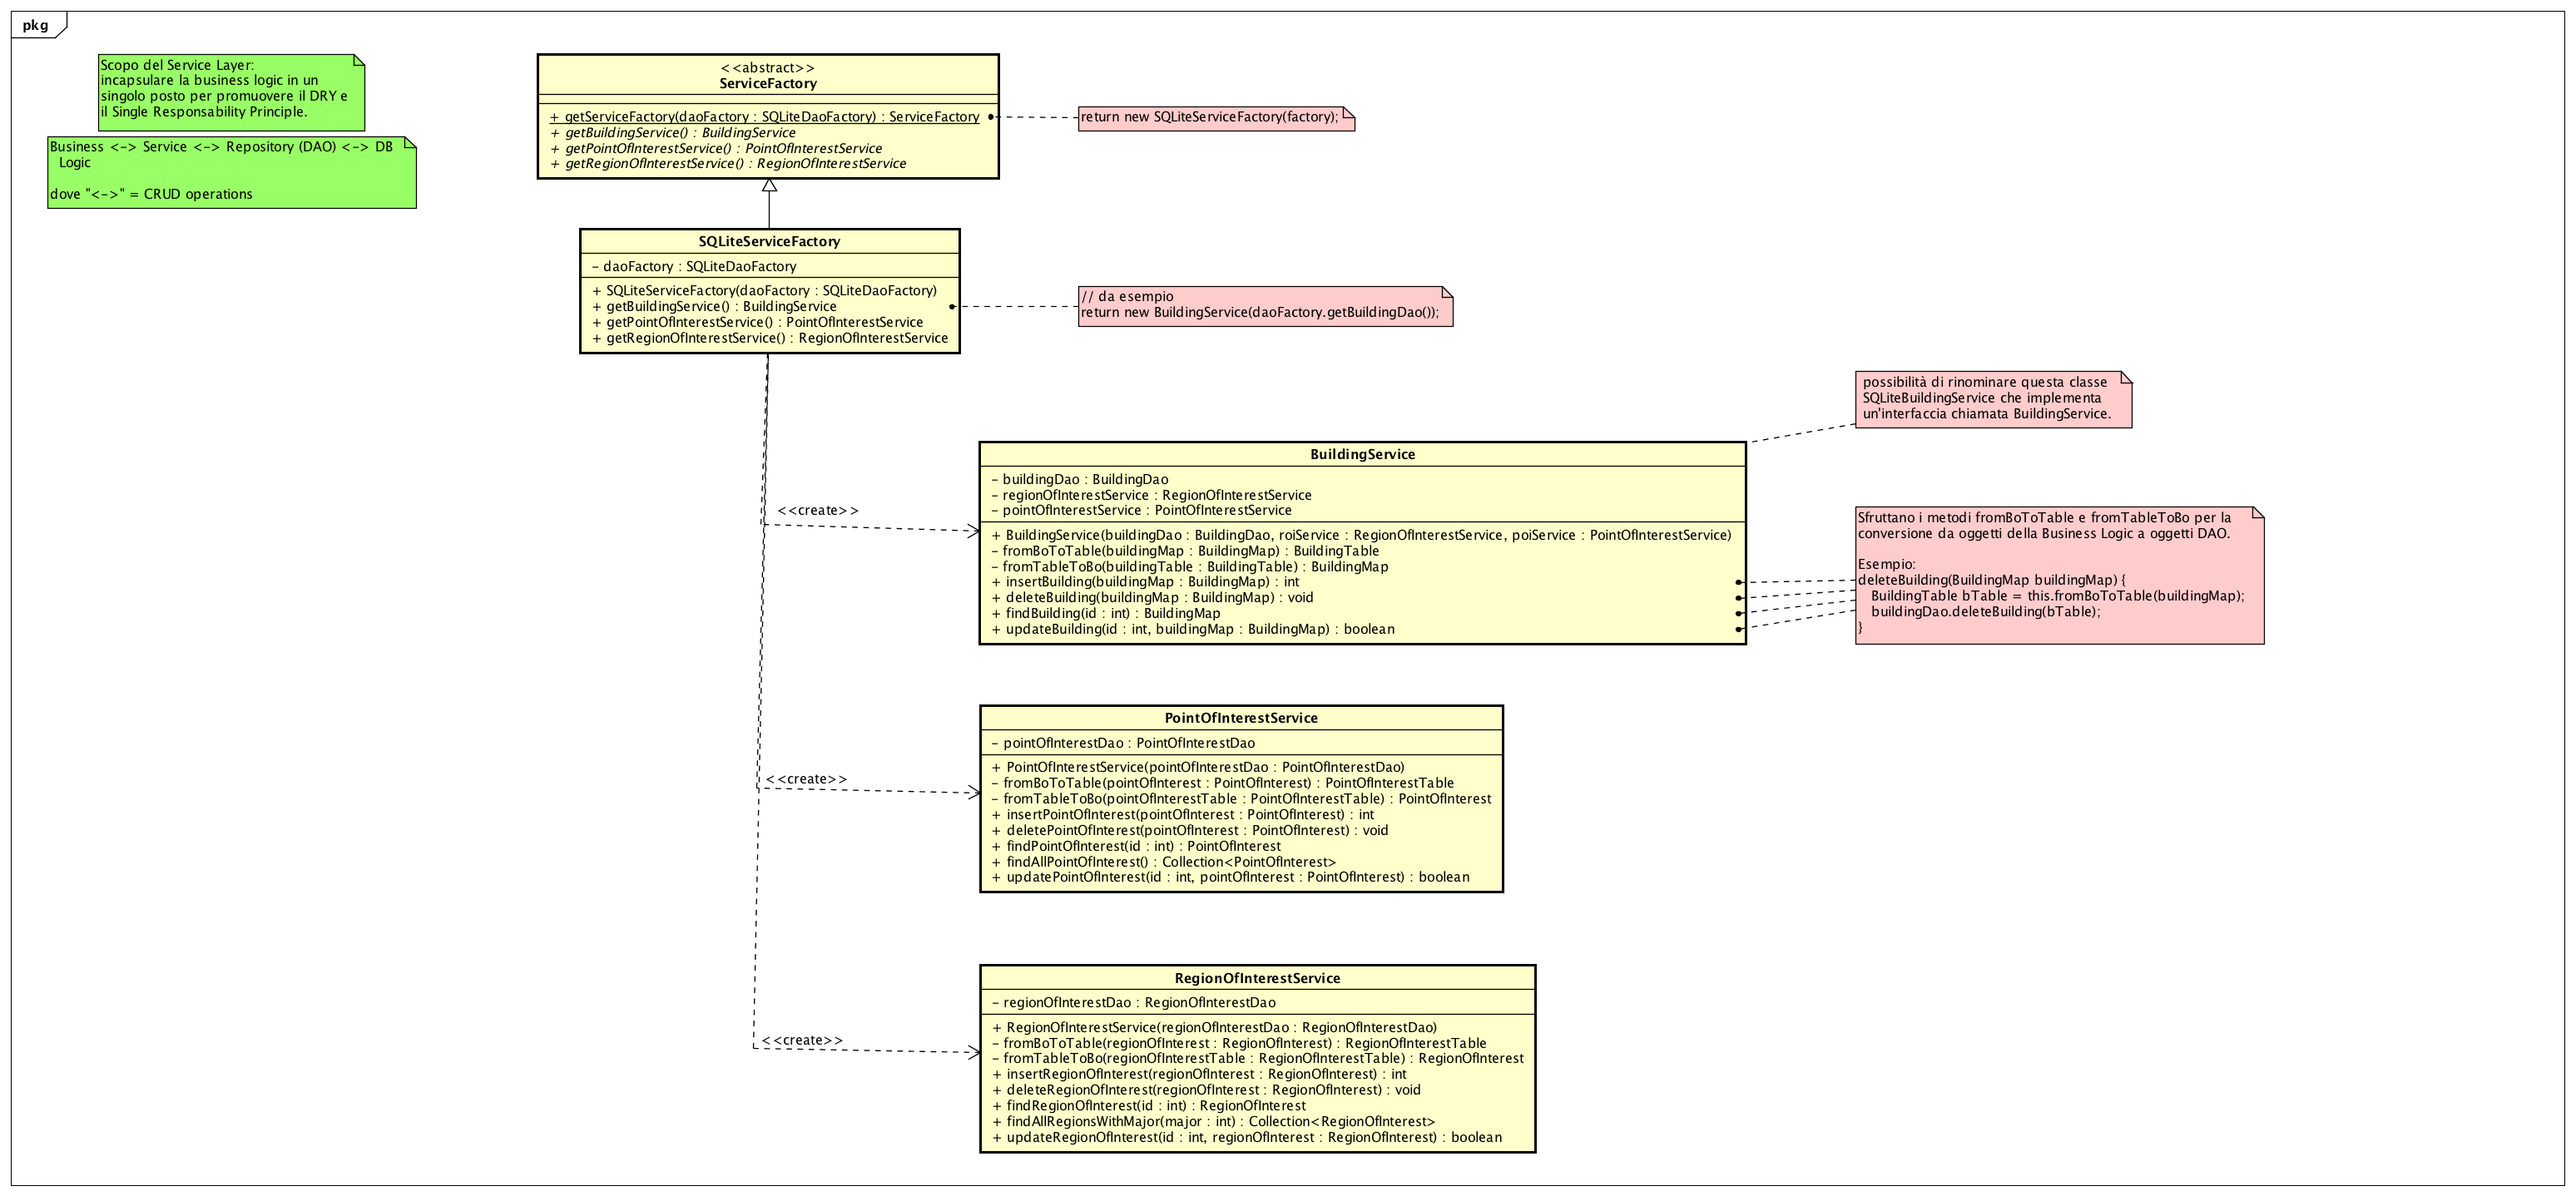 pkg
Scopo del Service Layer:
incapsulare la business logic in un
singolo posto per promuovere il DRY e
il Single Responsability Principle.
Business <-> Service <-> Repository (DAO) <-> DB
Logic
dove "<->" = CRUD operations
<<abstract>>
ServiceFactory
+ getServiceFactory(daoFactory : SQLiteDaoFactory) : ServiceFactory
+ getBuildingService() : BuildingService
+ getPointOfInterestService() : PointOfInterestService
+ getRegionOfInterestService() : RegionOfInterestService
return new SQLiteServiceFactory(factory);
SQLiteServiceFactory
- daoFactory : SQLiteDaoFactory
+ SQLiteServiceFactory(daoFactory : SQLiteDaoFactory)
+ getBuildingService() : BuildingService
+ getPointOfInterestService() : PointOfInterestService
+ getRegionOfInterestService() : RegionOfInterestService
// da esempio
return new BuildingService(daoFactory.getBuildingDao());
possibilità di rinominare questa classe
SQLiteBuildingService che implementa
un'interfaccia chiamata BuildingService.
<<create>>
BuildingService
- buildingDao : BuildingDao
- regionOfInterestService : RegionOfInterestService
- pointOfInterestService : PointOfInterestService
+ BuildingService(buildingDao : BuildingDao, roiService : RegionOfInterestService, poiService : PointOfInterestService)
- fromBoToTable(buildingMap : BuildingMap) : BuildingTable
- fromTableToBo(buildingTable : BuildingTable) : BuildingMap
+ insertBuilding(buildingMap : BuildingMap) : int
+ deleteBuilding(buildingMap : BuildingMap) : void
+ findBuilding(id : int) : BuildingMap
+ updateBuilding(id : int, buildingMap : BuildingMap) : boolean
Sfruttano i metodi fromBoToTable e fromTableToBo per la
conversione da oggetti della Business Logic a oggetti DAO.
Esempio:
deleteBuilding(BuildingMap buildingMap) {
BuildingTable bTable = this.fromBoToTable(buildingMap);
buildingDao.deleteBuilding(bTable);
}
<<create>>
PointOfInterestService
- pointOfInterestDao : PointOfInterestDao
+ PointOfInterestService(pointOfInterestDao : PointOfInterestDao)
- fromBoToTable(pointOfInterest : PointOfInterest) : PointOfInterestTable
- fromTableToBo(pointOfInterestTable : PointOfInterestTable) : PointOfInterest
+ insertPointOfInterest(pointOfInterest : PointOfInterest) : int
+ deletePointOfInterest(pointOfInterest : PointOfInterest) : void
+ findPointOfInterest(id : int) : PointOfInterest
+ findAllPointOfInterest() : Collection<PointOfInterest>
+ updatePointOfInterest(id : int, pointOfInterest : PointOfInterest) : boolean
<<create>>
RegionOfInterestService
- regionOfInterestDao : RegionOfInterestDao
+ RegionOfInterestService(regionOfInterestDao : RegionOfInterestDao)
- fromBoToTable(regionOfInterest : RegionOfInterest) : RegionOfInterestTable
- fromTableToBo(regionOfInterestTable : RegionOfInterestTable) : RegionOfInterest
+ insertRegionOfInterest(regionOfInterest : RegionOfInterest) : int
+ deleteRegionOfInterest(regionOfInterest : RegionOfInterest) : void
+ findRegionOfInterest(id : int) : RegionOfInterest
+ findAllRegionsWithMajor(major : int) : Collection<RegionOfInterest>
+ updateRegionOfInterest(id : int, regionOfInterest : RegionOfInterest) : boolean